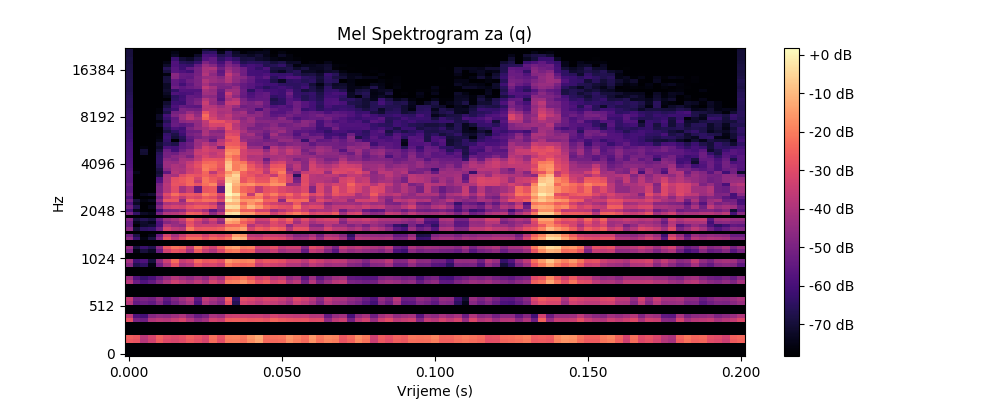 Mel Spektrogram za (q)
16384
8192
4096
2048
1024
512
0
Hz
0.000 0.050 0.100 0.150 0.200
Vrijeme (s)
+0 dB
-10 dB
-20 dB
-30 dB
-40 dB
-50 dB
-60 dB
-70 dB